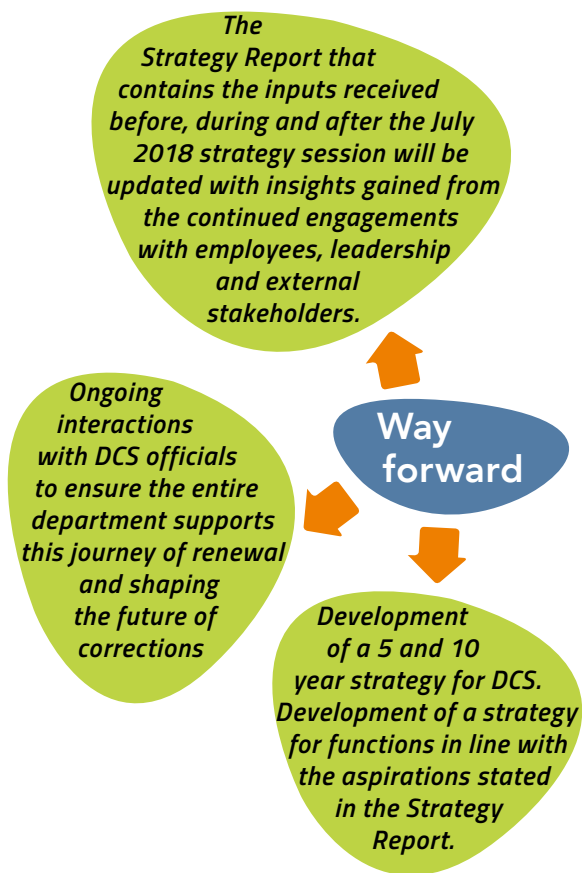 The
Strategy Report that
contains the inputs received
before, during and after the July
2018 strategy session will be
updated with insights gained from
the continued engagements
with employees, leadership
and external
stakeholders.
Way
forward
Ongoing
interactions
with DCS officials
to ensure the entire
department supports
this journey of renewal
and shaping
the future of
corrections
Development
of a 5 and 10
year strategy for DCS.
Development of a strategy
for functions in line with
the aspirations stated
in the Strategy
Report.